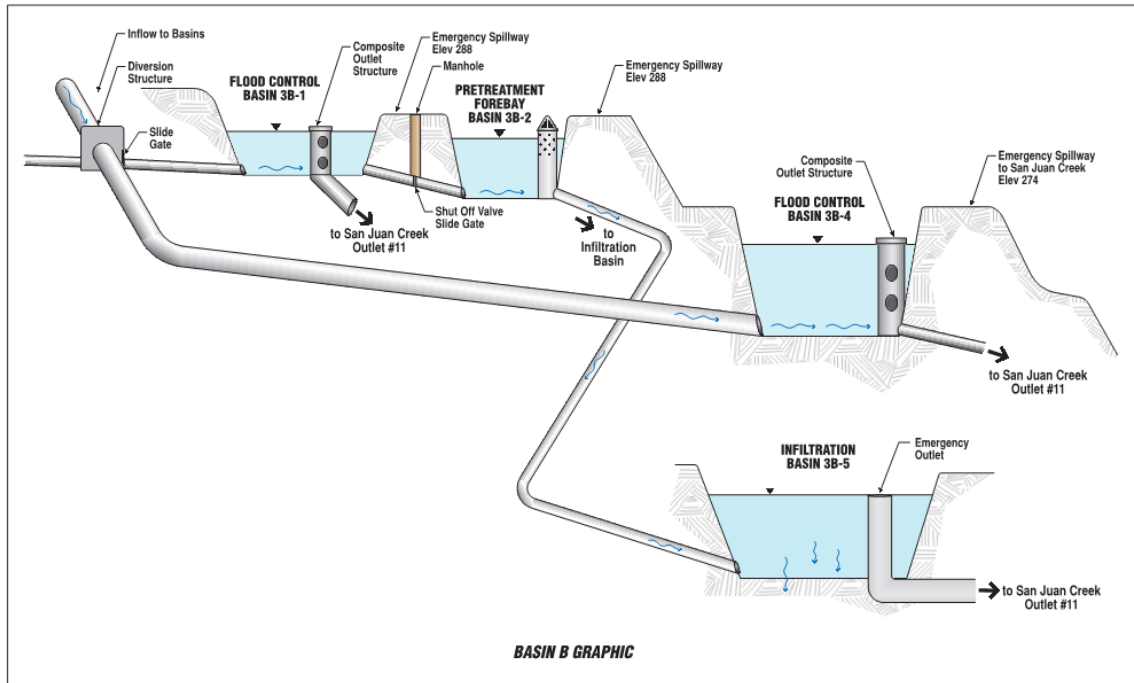 Inflow to Basins
Diversion
Structure
Slide
Gate
FLOOD CONTROL
BASIN 3B-1
Composite
Outlet
Structure
Emergency Spillway
Elev 288
Manhole
PRETREATMENT
FOREBAY
BASIN 3B-2
Emergency Spillway
Elev 288
Shut Off Valve
Slide Gate
to San Juan Creek
Outlet #11
to
Infiltration
Basin
Composite
Outlet Structure
FLOOD CONTROL
BASIN 3B-4
Emergency Spillway
to San Juan Creek
Elev 274
to San Juan Creek
Outlet #11
INFILTRATION
BASIN 3B-5
Emergency
Outlet
to San Juan Creek
Outlet #11
BASIN B GRAPHIC